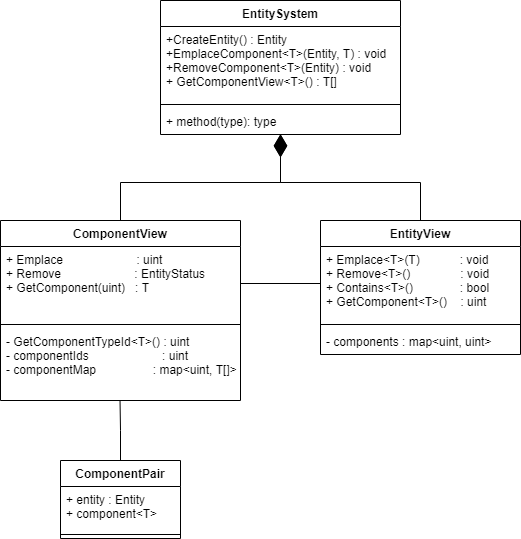 EntitySystem
+CreateEntity() : Entity
+EmplaceComponent<T>(Entity, T) : void
+RemoveComponent<T>(Entity) : void
+ GetComponentView<T>() : T[]
+ method(type): type
ComponentView
+ Emplace : uint
+ Remove : EntityStatus
+ GetComponent(uint) : T
- GetComponentTypeId<T>() : uint
- componentIds : uint
- componentMap : map<uint, T[]>
EntityView
+ Emplace<T>(T) : void
+ Remove<T>() : void
+ Contains<T>() : bool
+ GetComponent<T>() : uint
- components : map<uint, uint>
ComponentPair
+ entity : Entity
+ component<T>